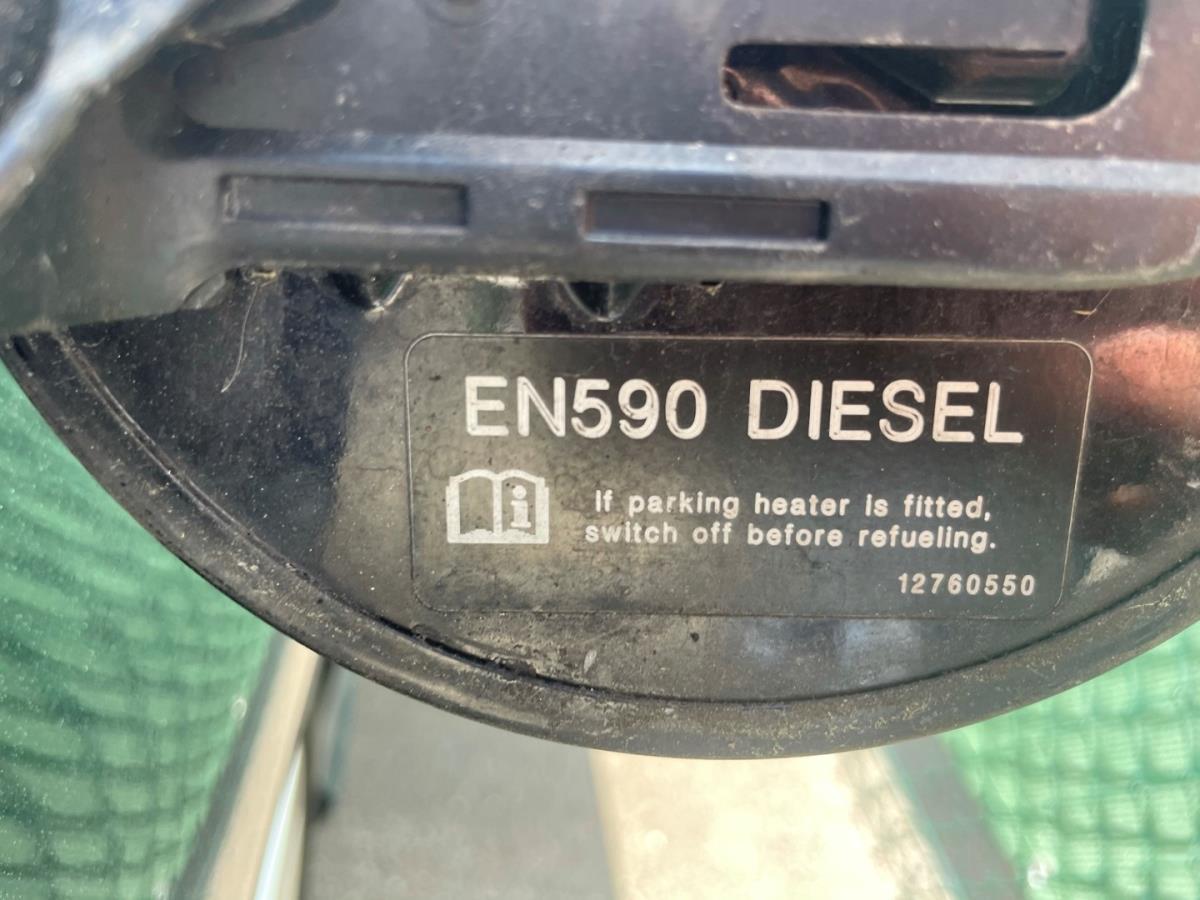 EN590 DIESEL
If parking heater is fitted,
switch off before refueling.
12760550